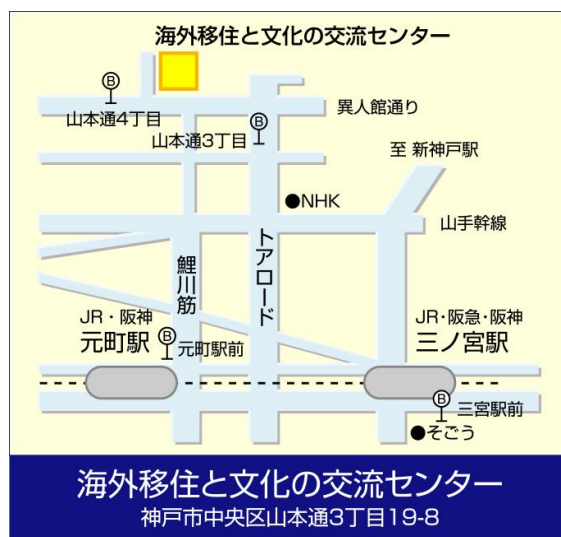 海外移住と文化の交流センター
Ⓑ
山本通4丁目
異人館通り
Ⓑ
山本通3丁目
至 新神戸駅
●NHK
山手幹線
鯉川筋
トアロード
JR・阪神
元町駅
Ⓑ
元町駅前
JR・阪急・阪神
三ノ宮駅
Ⓑ
三宮駅前
●そごう
海外移住と文化の交流センター
神戸市中央区山本通3丁目19-8